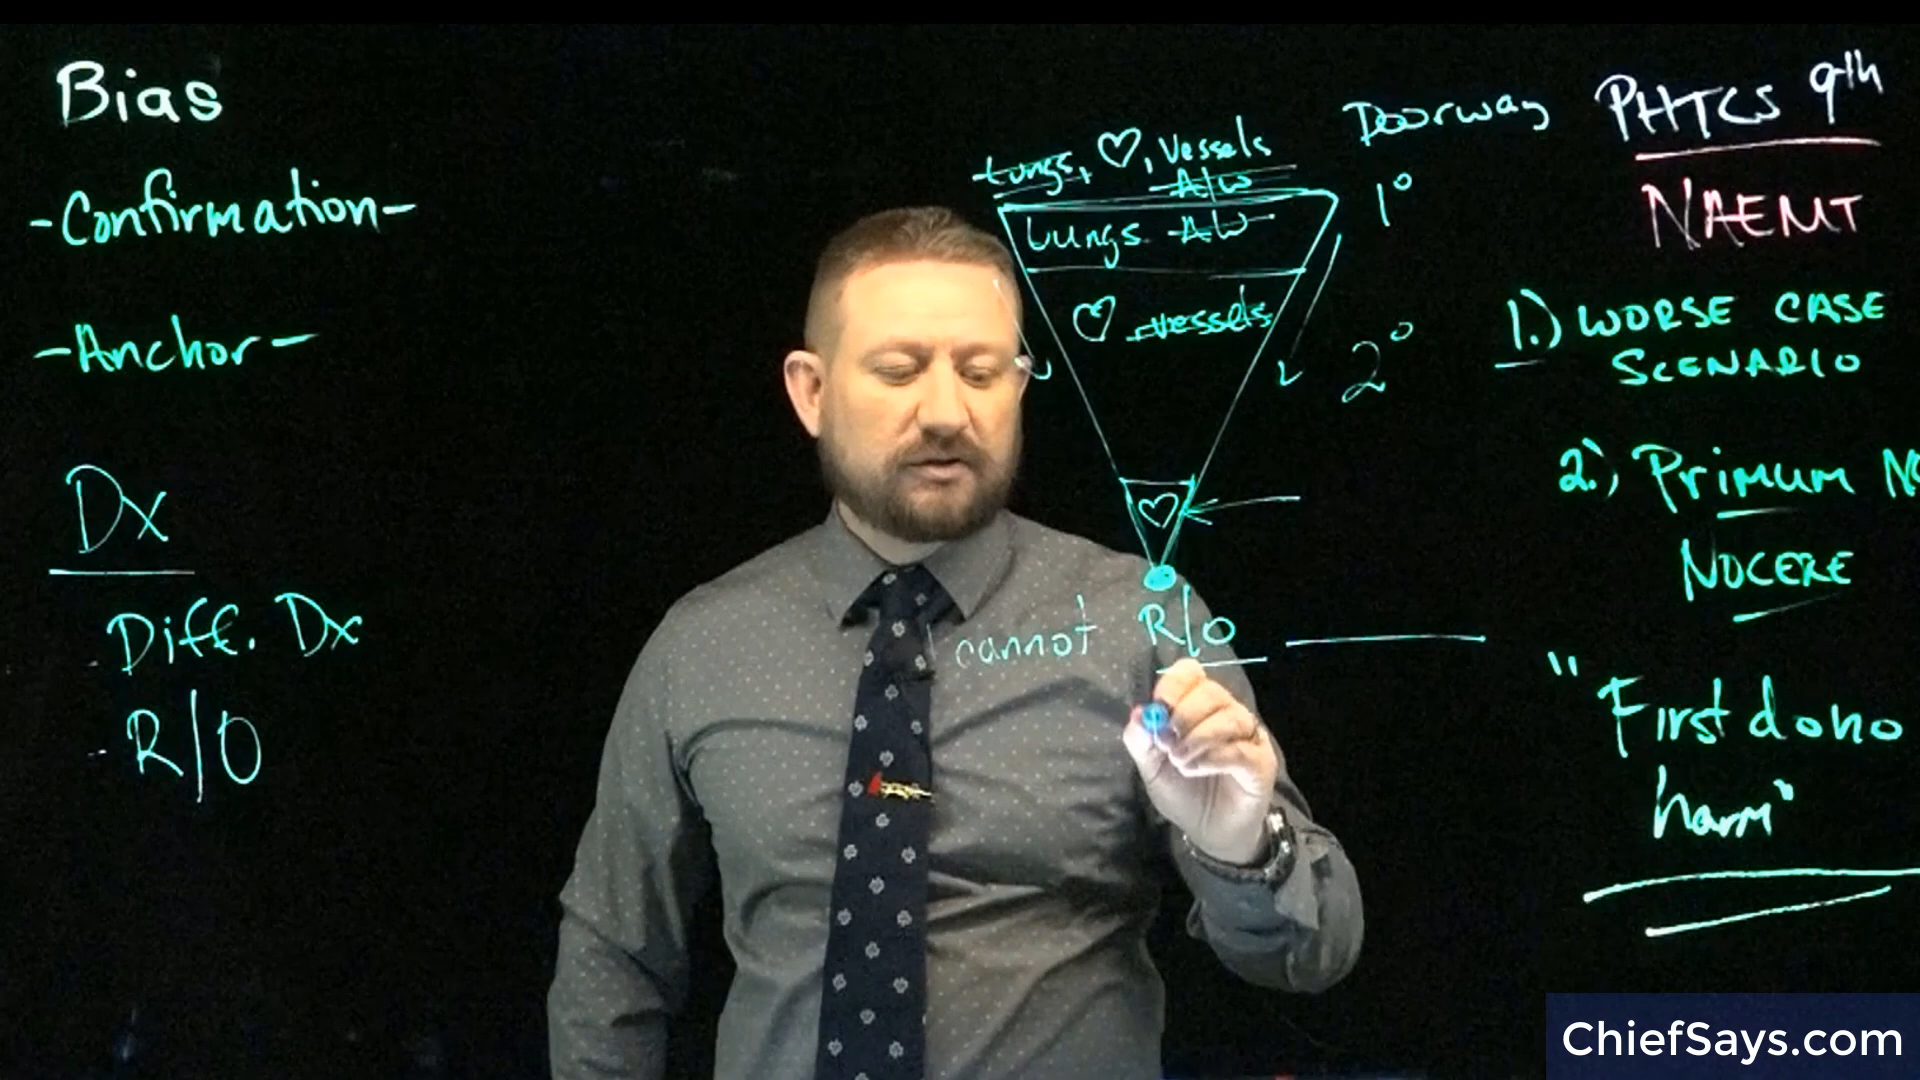 Bias
-Confirmation-
-Anchor-
Dx
- Diff. Dx
- R/O
Lungs, ♡, Vessels
A/W
Lungs A/W
♡ vessels
♡
I cannot R/O
Doorway
1°
2°
PHTCS 9th
NAEMT
1.) WORSE CASE
SCENARIO
2.) Primum
NOCERE
"First do no
harm"
ChiefSays.com